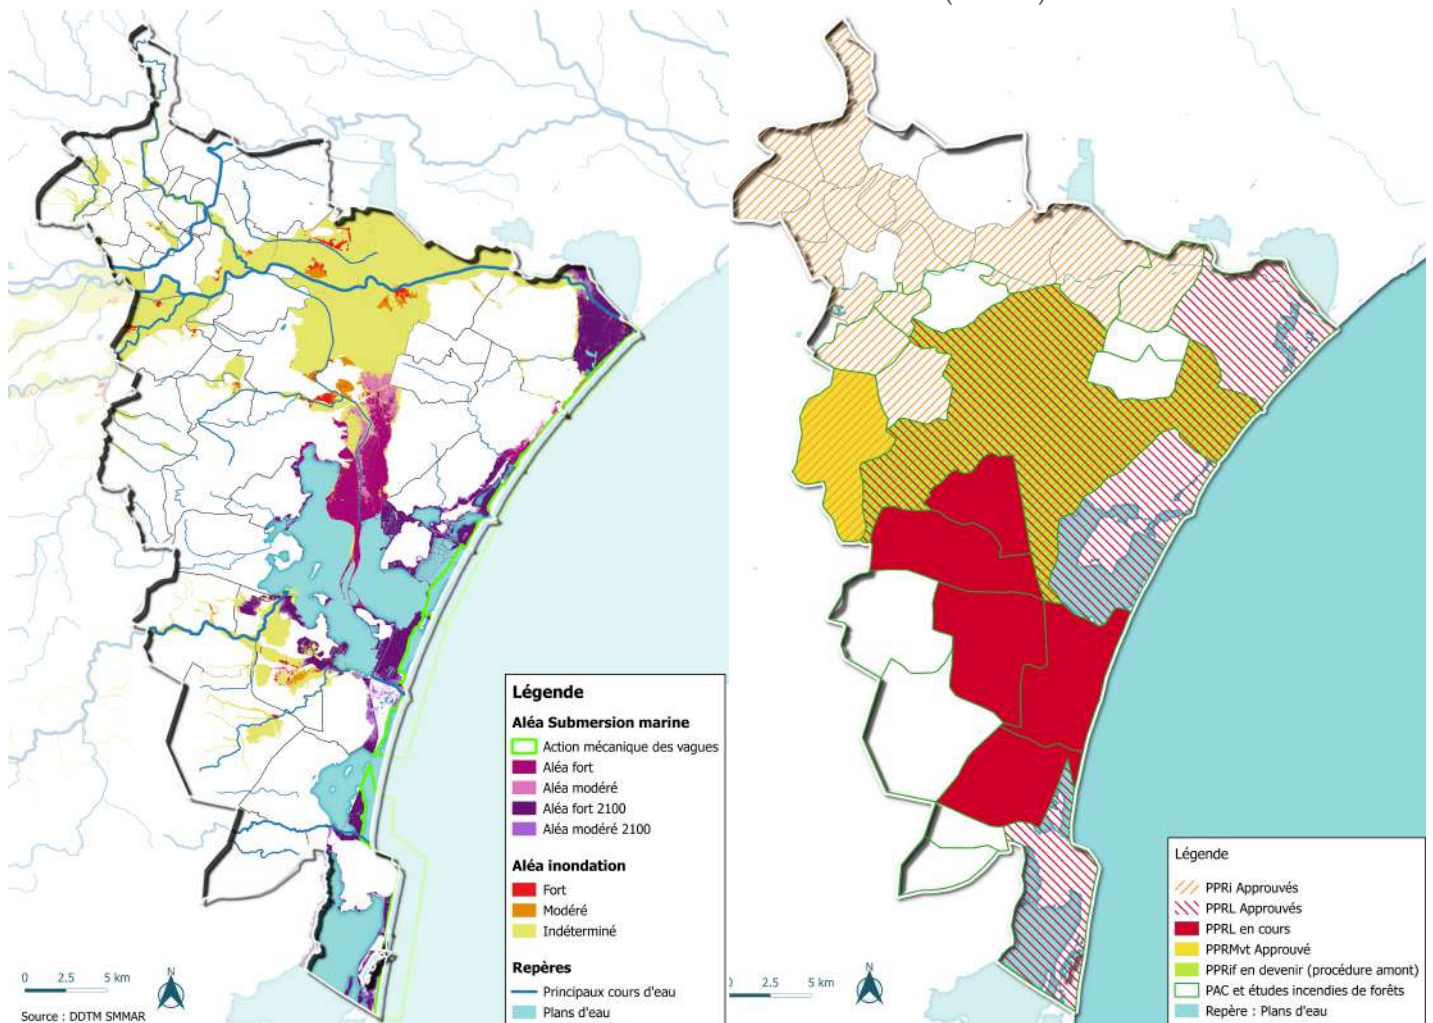 Légende
Aléa Submersion marine
Action mécanique des vagues
Aléa fort
Aléa modéré
Aléa fort 2100
Aléa modéré 2100
Aléa inondation
Fort
Modéré
Indéterminé
Repères
Principaux cours d'eau
Plans d'eau
0 2.5 5 km
N
Source : DDTM SMMAR
Légende
PPRi Approuvés
PPRL Approuvés
PPRL en cours
PPRMvt Approuvé
PPRif en devenir (procédure amont)
PAC et études incendies de forêts
Repère : Plans d'eau
0 2.5 5 km
N